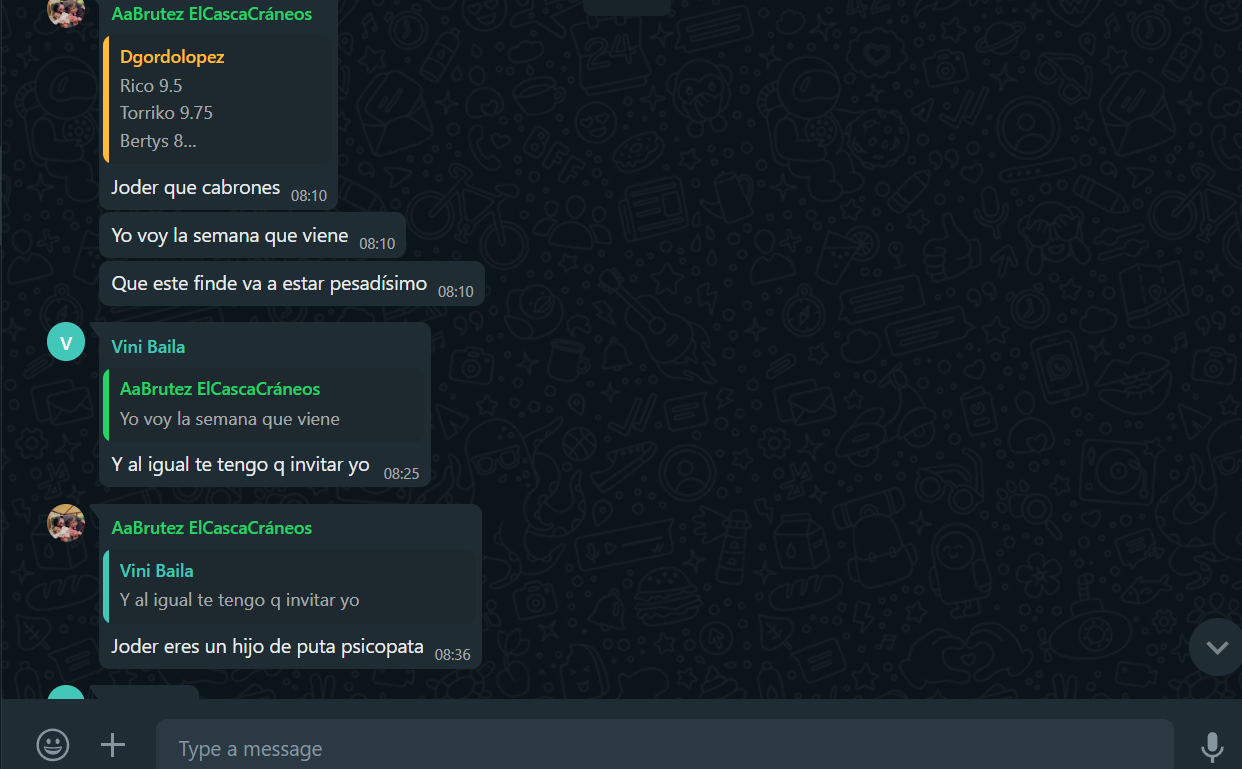 AaBrutez ElCascaCráneos
Dgordolopez
Rico 9.5
Torriko 9.75
Bertys 8...
Joder que cabrones 08:10
Yo voy la semana que viene 08:10
Que este finde va a estar pesadísimo 08:10
V
Vini Baila
AaBrutez ElCascaCráneos
Yo voy la semana que viene
Y al igual te tengo q invitar yo 08:25
AaBrutez ElCascaCráneos
Vini Baila
Y al igual te tengo q invitar yo
Joder eres un hijo de puta psicopata 08:36
Type a message